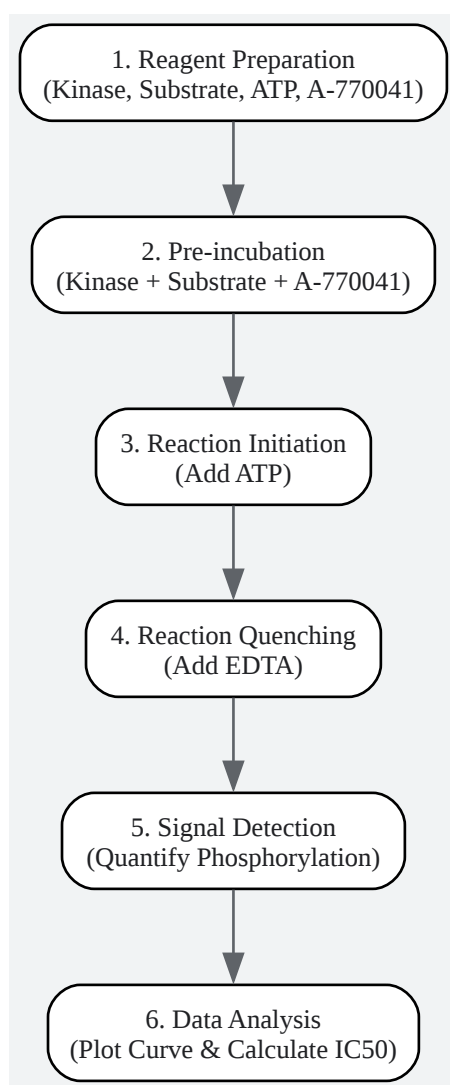 1. Reagent Preparation
(Kinase, Substrate, ATP, A-770041)
2. Pre-incubation
(Kinase + Substrate + A-770041)
3. Reaction Initiation
(Add ATP)
4. Reaction Quenching
(Add EDTA)
5. Signal Detection
(Quantify Phosphorylation)
6. Data Analysis
(Plot Curve & Calculate IC50)